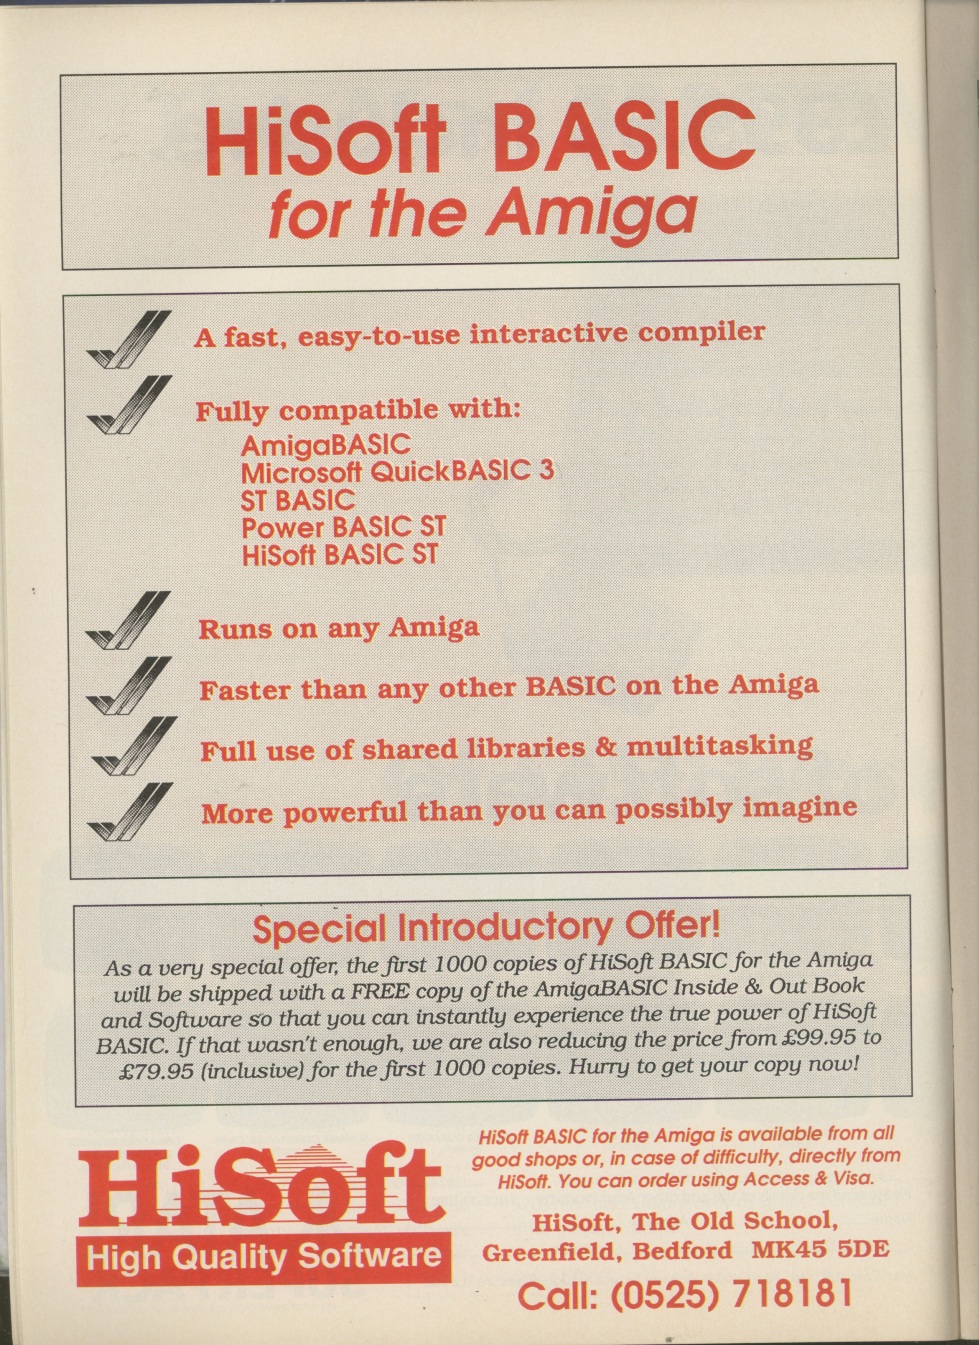 HiSoft BASIC
for the Amiga
A fast, easy-to-use interactive compiler
Fully compatible with:
AmigaBASIC
Microsoft QuickBASIC 3
ST BASIC
Power BASIC ST
HiSoft BASIC ST
Runs on any Amiga
Faster than any other BASIC on the Amiga
Full use of shared libraries & multitasking
More powerful than you can possibly imagine
Special Introductory Offer!
As a very special offer, the first 1000 copies of HiSoft BASIC for the Amiga
will be shipped with a FREE copy of the AmigaBASIC Inside & Out Book
and Software so that you can instantly experience the true power of HiSoft
BASIC. If that wasn't enough, we are also reducing the price from £99.95 to
£79.95 (inclusive) for the first 1000 copies. Hurry to get your copy now!
HiSoft
High Quality Software
HiSoft BASIC for the Amiga is available from all
good shops or, in case of difficulty, directly from
HiSoft. You can order using Access & Visa.
HiSoft, The Old School,
Greenfield, Bedford MK45 5DE
Call: (0525) 718181